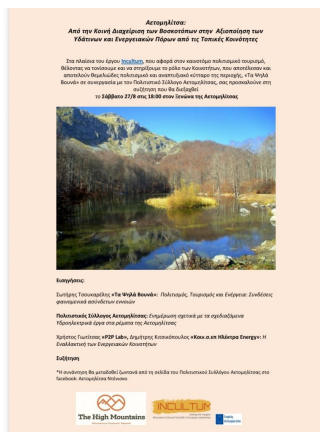 Αετομηλίτσα:
Από την Κοινή Διαχείριση των Βοσκοτόπων στην Αξιοποίηση των
Υδάτινων και Ενεργειακών Πόρων από τις Τοπικές Κοινότητες
Στα πλαίσια του έργου Incultum, που αφορά στον καινοτόμο πολιτισμικό τουρισμό,
θέλοντας να τονίσουμε και να στηρίξουμε το ρόλο των Κοινοτήτων, που αποτέλεσαν και
αποτελούν θεμελιώδες πολιτισμικό και αναπτυξιακό κύτταρο της περιοχής, «Τα Ψηλά
Βουνά» σε συνεργασία με τον Πολιτιστικό Σύλλογο Αετομηλίτσας, σας προσκαλούνε στη
συζήτηση που θα διεξαχθεί
το Σάββατο 27/8 στις 18:00 στον Ξενώνα της Αετομηλίτσας
Εισηγήσεις:
Σωτήρης Τσουκαρέλης «Τα Ψηλά Βουνά»: Πολιτισμός, Τουρισμός και Ενέργεια: Συνδέσεις
φαινομενικά ασύνδετων εννοιών
Πολιτιστικός Σύλλογος Αετομηλίτσας: Ενημέρωση σχετικά με τα σχεδιαζόμενα
Υδροηλεκτρικά έργα στα ρέματα της Αετομηλίτσας
Χρήστος Γιωτίτσας «P2P Lab», Δημήτρης Κιτσικόπουλος «Κοιν.σ.επ Ηλέκτρα Energy»: Η
Εναλλακτική των Ενεργειακών Κοινοτήτων
Συζήτηση
*Η συνάντηση θα μεταδοθεί ζωντανά από τη σελίδα του Πολιτιστικού Συλλόγου Αετομηλίτσας στο
facebook: Αετομηλίτσα Ντένισκο
The High Mountains
INCULTUM